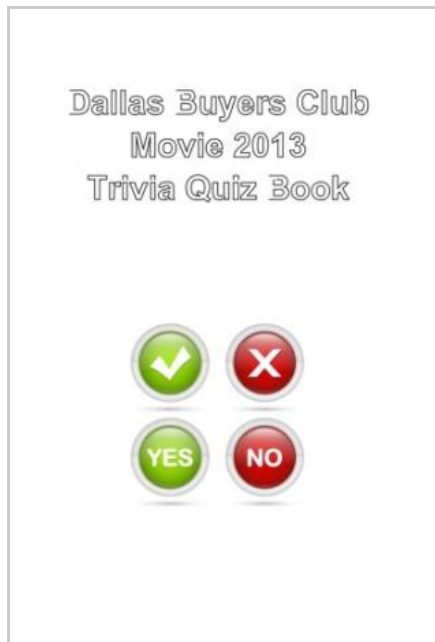 Dallas Buyers Club
Movie 2013
Trivia Quiz Book
YES NO